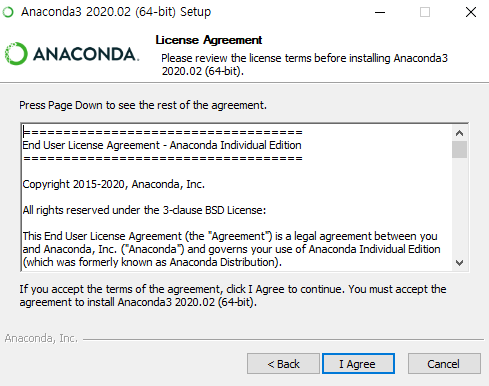 Anaconda3 2020.02 (64-bit) Setup
ANACONDA.
License Agreement
Please review the license terms before installing Anaconda3
2020.02 (64-bit).
Press Page Down to see the rest of the agreement.
=====================================
End User License Agreement - Anaconda Individual Edition
=====================================
Copyright 2015-2020, Anaconda, Inc.
All rights reserved under the 3-clause BSD License:
This End User License Agreement (the "Agreement") is a legal agreement between you
and Anaconda, Inc. ("Anaconda") and governs your use of Anaconda Individual Edition
(which was formerly known as Anaconda Distribution).
If you accept the terms of the agreement, click I Agree to continue. You must accept the
agreement to install Anaconda3 2020.02 (64-bit).
Anaconda, Inc.
< Back
I Agree
Cancel